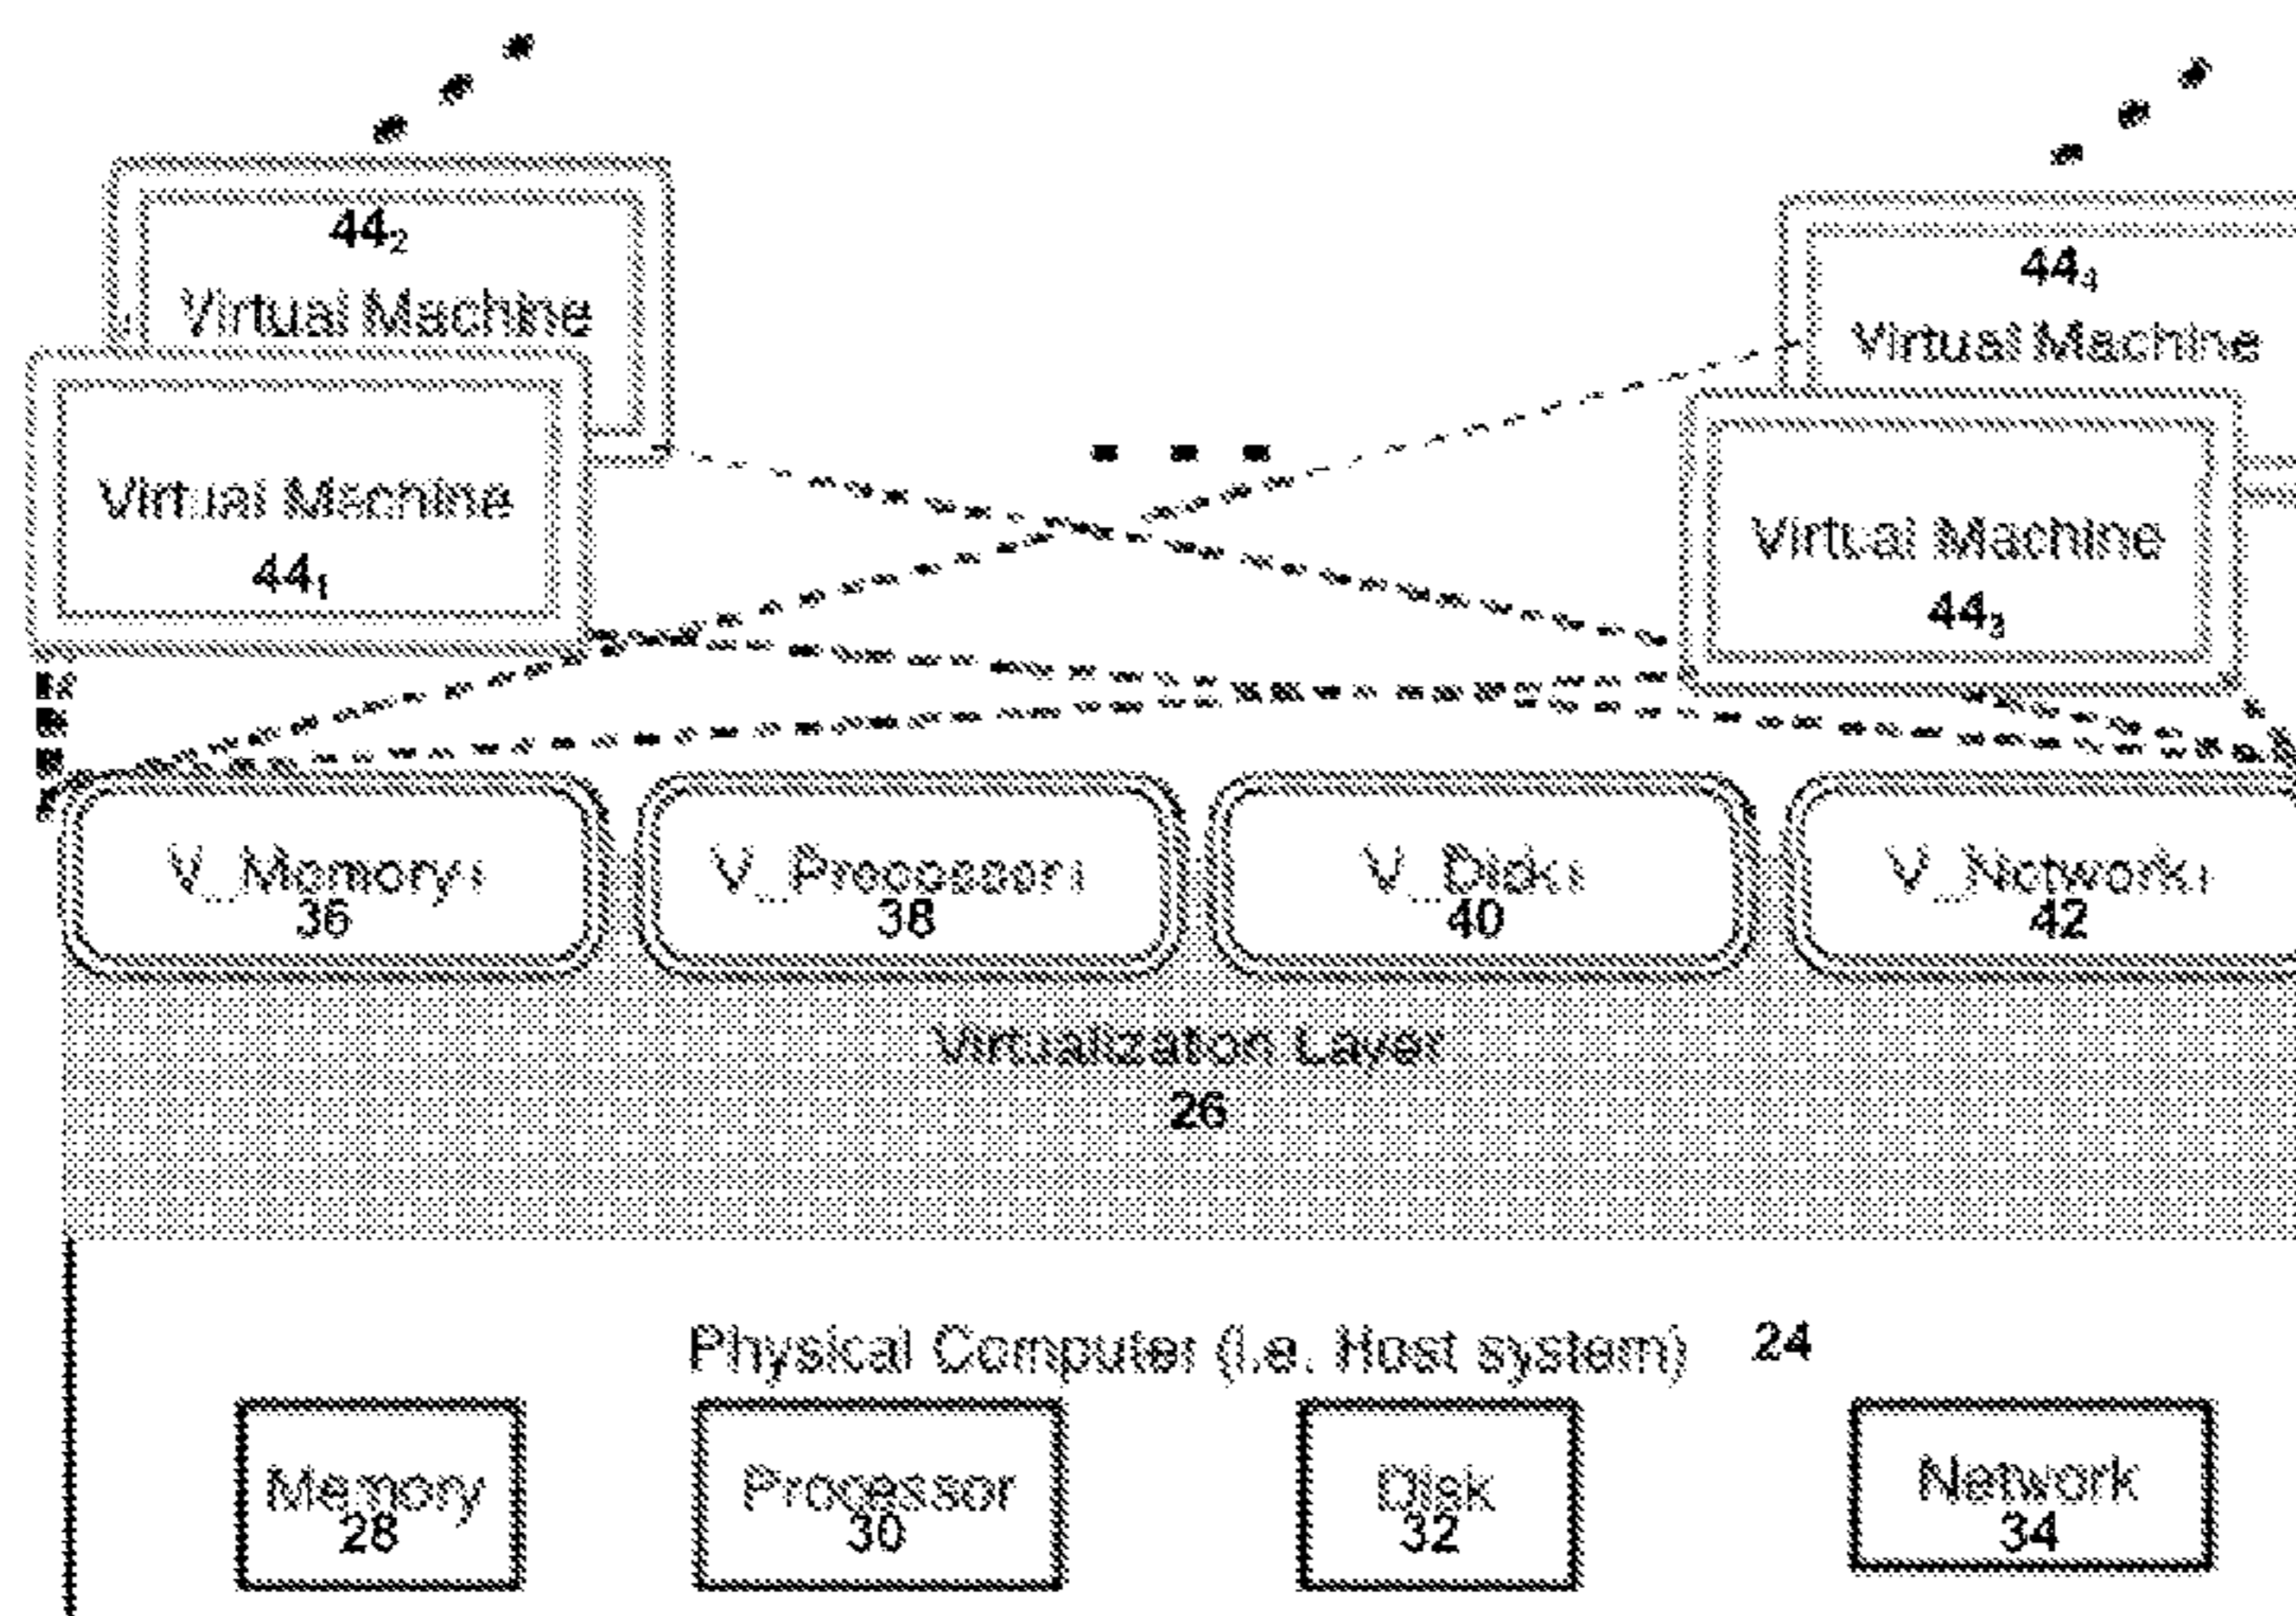 44₂
Virtual Machine
Virtual Machine
44₁
44₄
Virtual Machine
Virtual Machine
44₃
V_Memory
36
V_Processor
38
V_Disk
40
V_Network
42
Virtualization Layer
26
Physical Computer (i.e. Host system) 24
Memory
28
Processor
30
Disk
32
Network
34